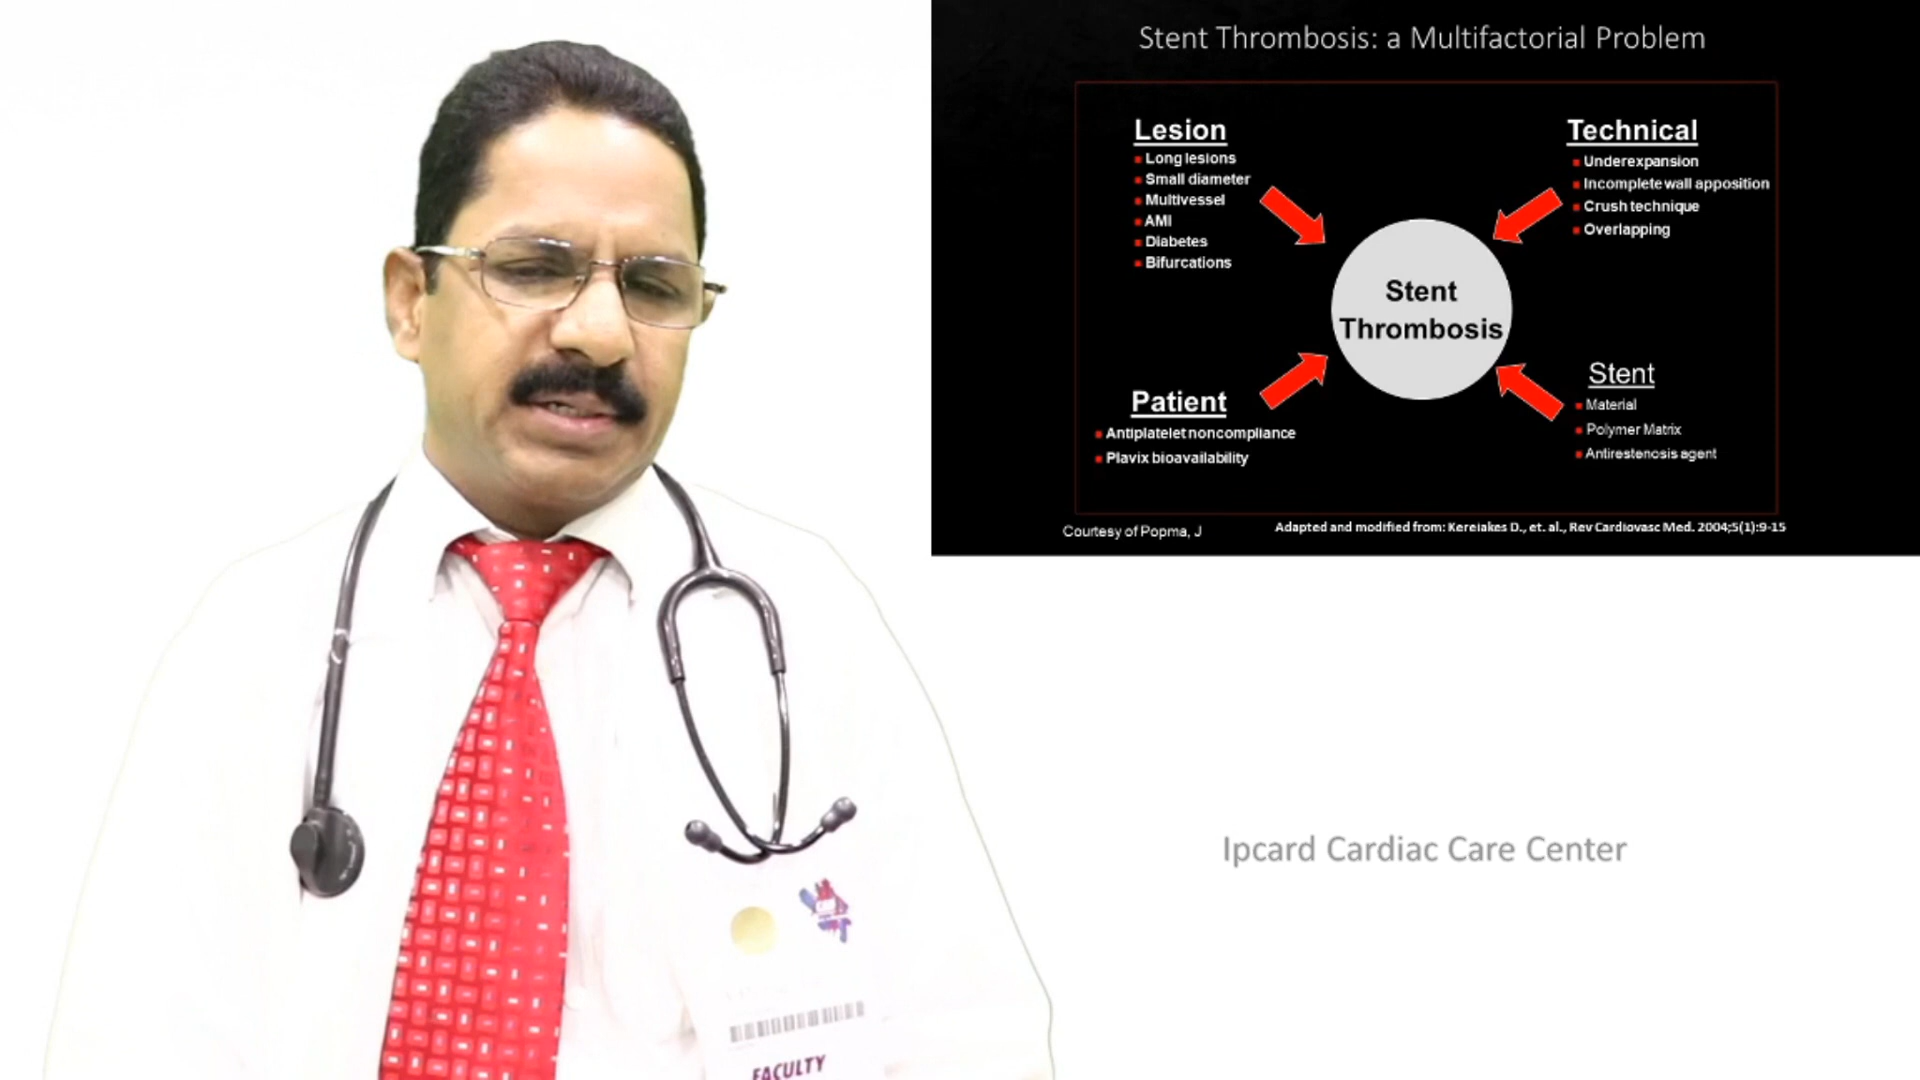 Stent Thrombosis: a Multifactorial Problem
Lesion
Long lesions
Small diameter
Multivessel
AMI
Diabetes
Bifurcations
Technical
Underexpansion
Incomplete wall apposition
Crush technique
Overlapping
Stent
Thrombosis
Patient
Antiplatelet noncompliance
Plavix bioavailability
Stent
Material
Polymer Matrix
Antirestenosis agent
Courtesy of Popma, J
Adapted and modified from: Kereiakes D., et. al., Rev Cardiovasc Med. 2004;5(1):9-15
Ipcard Cardiac Care Center
FACULTY